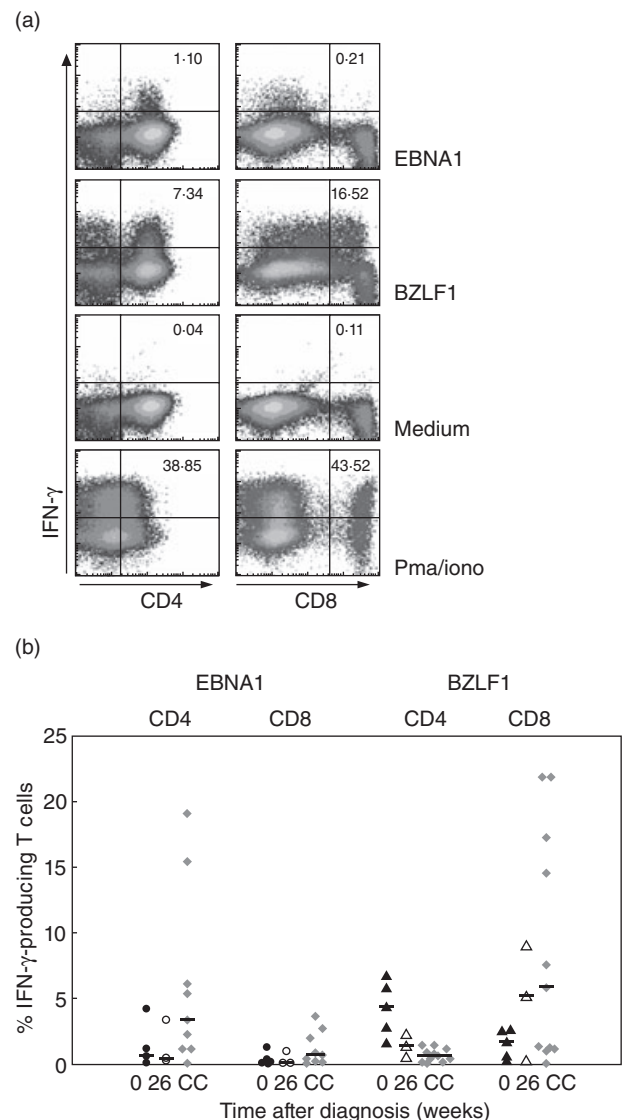 (a)
1·10
0·21
EBNA1
7·34
16·52
BZLF1
0·04
0·11
Medium
38·85
43·52
Pma/iono
IFN-γ
CD4
CD8
(b)
EBNA1
BZLF1
CD4
CD8
CD4
CD8
25
20
15
10
5
0
% IFN-γ-producing T cells
0 26 CC
0 26 CC
0 26 CC
0 26 CC
Time after diagnosis (weeks)